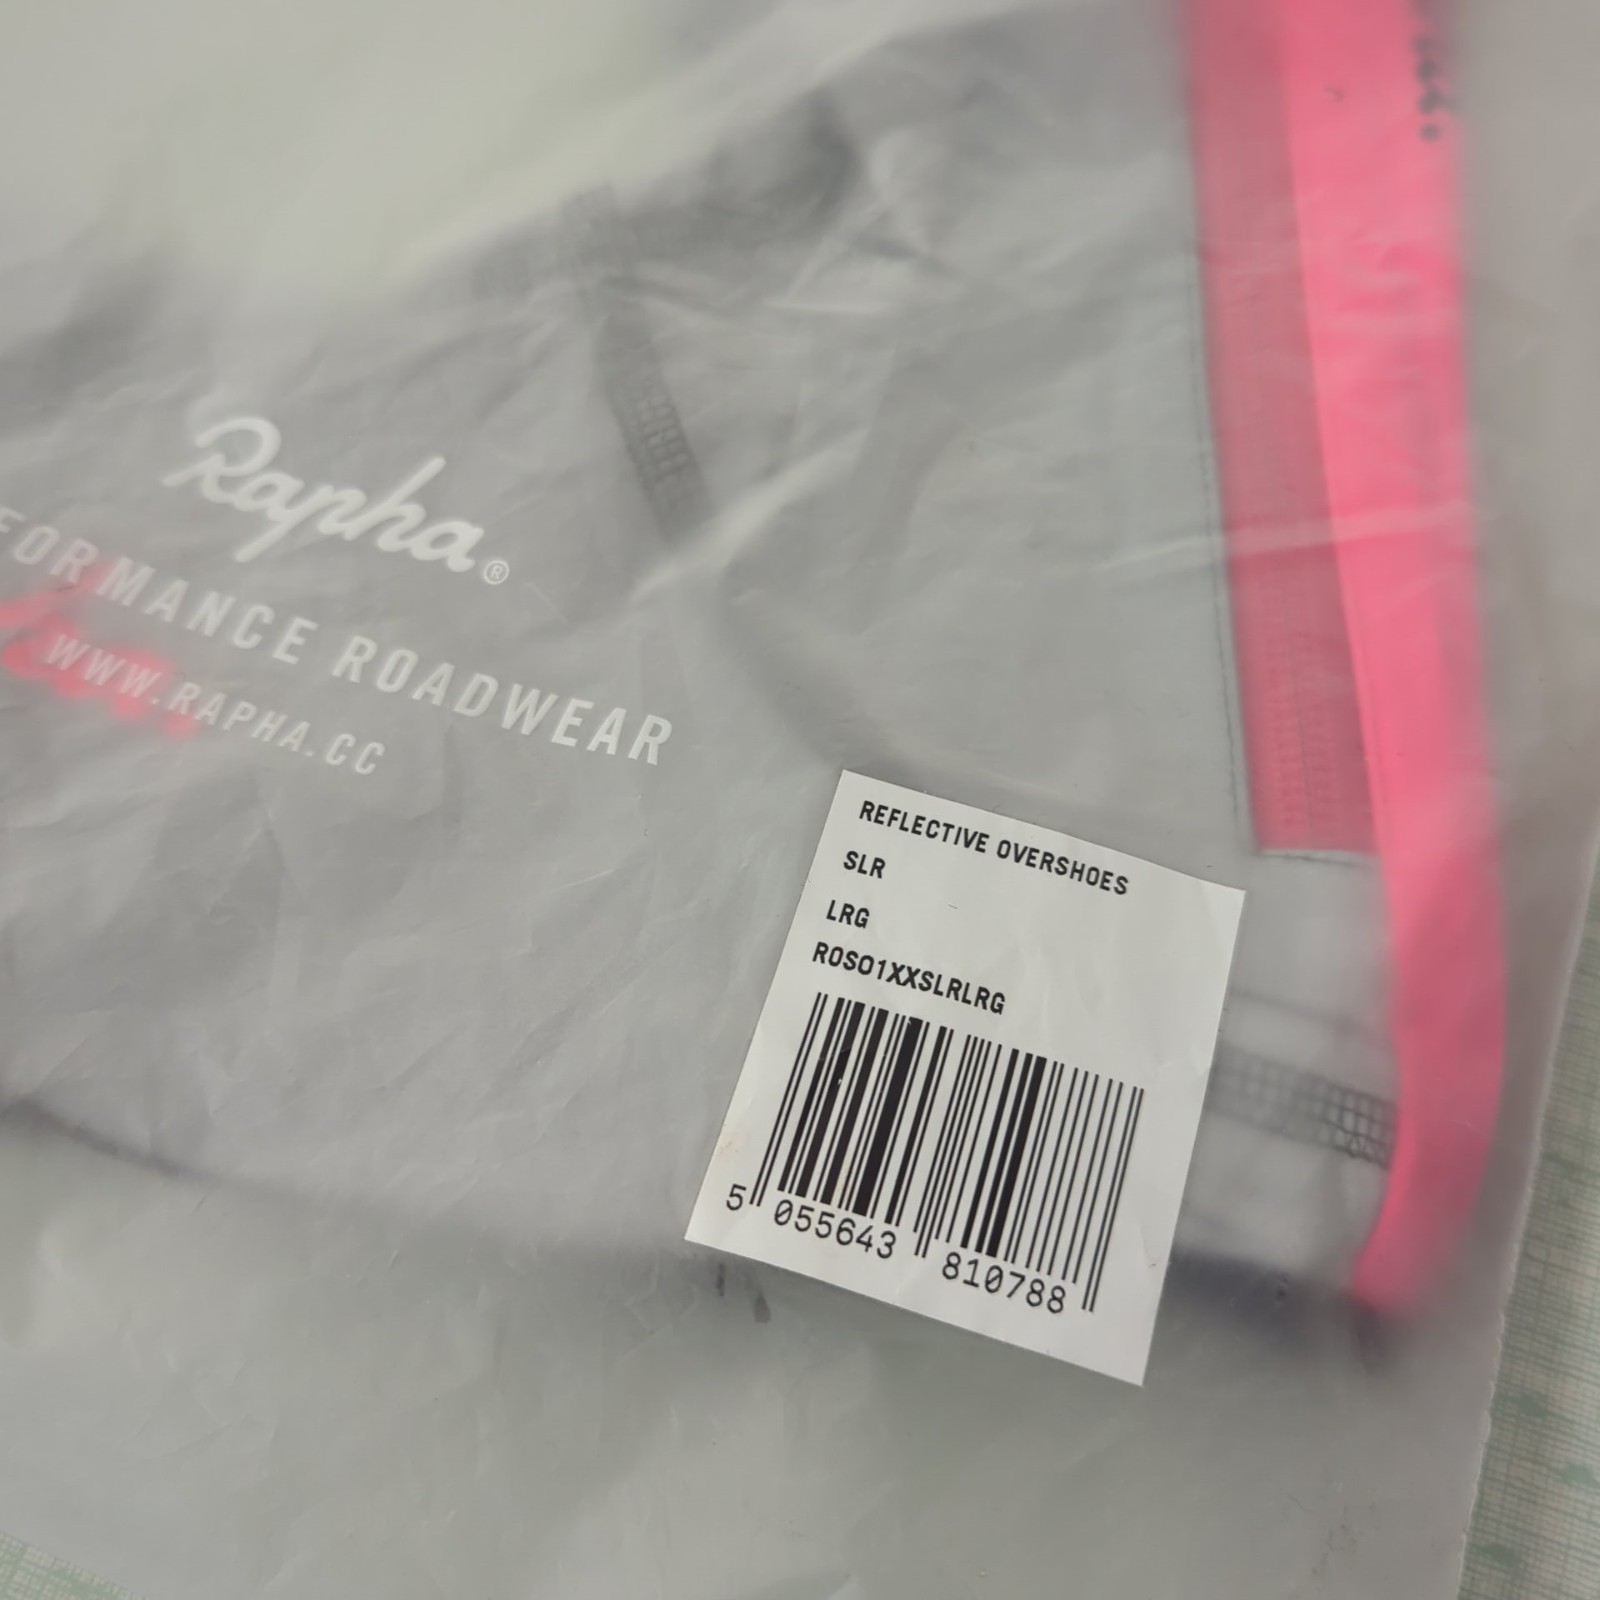 Rapha®
FORMANCE ROADWEAR
WWW.RAPHA.CC
REFLECTIVE OVERSHOES
SLR
LRG
ROSO1XXSLRLRG
5 055643 810788